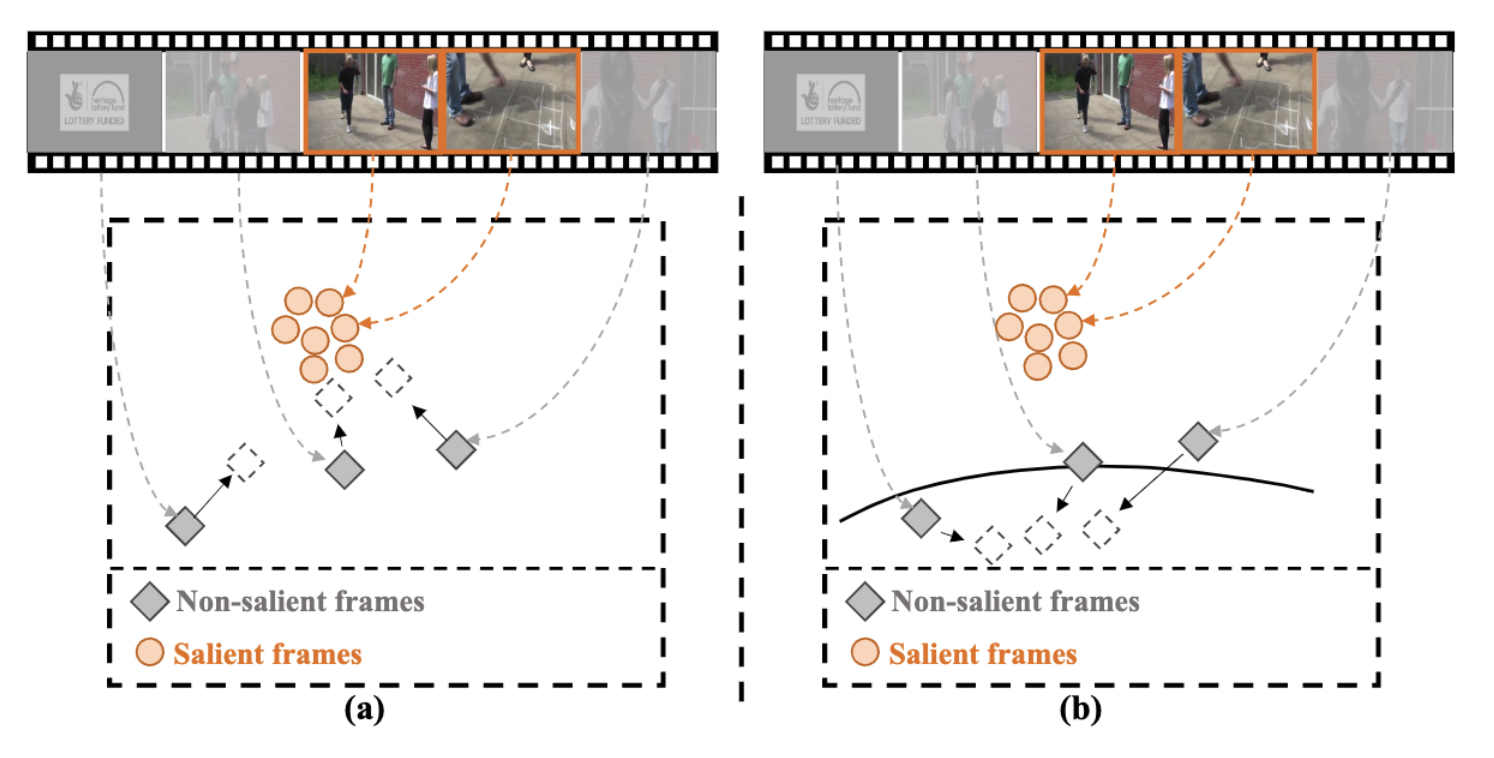 heritage
lottery fund
LOTTERY FUNDED
heritage
lottery fund
LOTTERY FUNDED
Non-salient frames
Salient frames
(a)
Non-salient frames
Salient frames
(b)